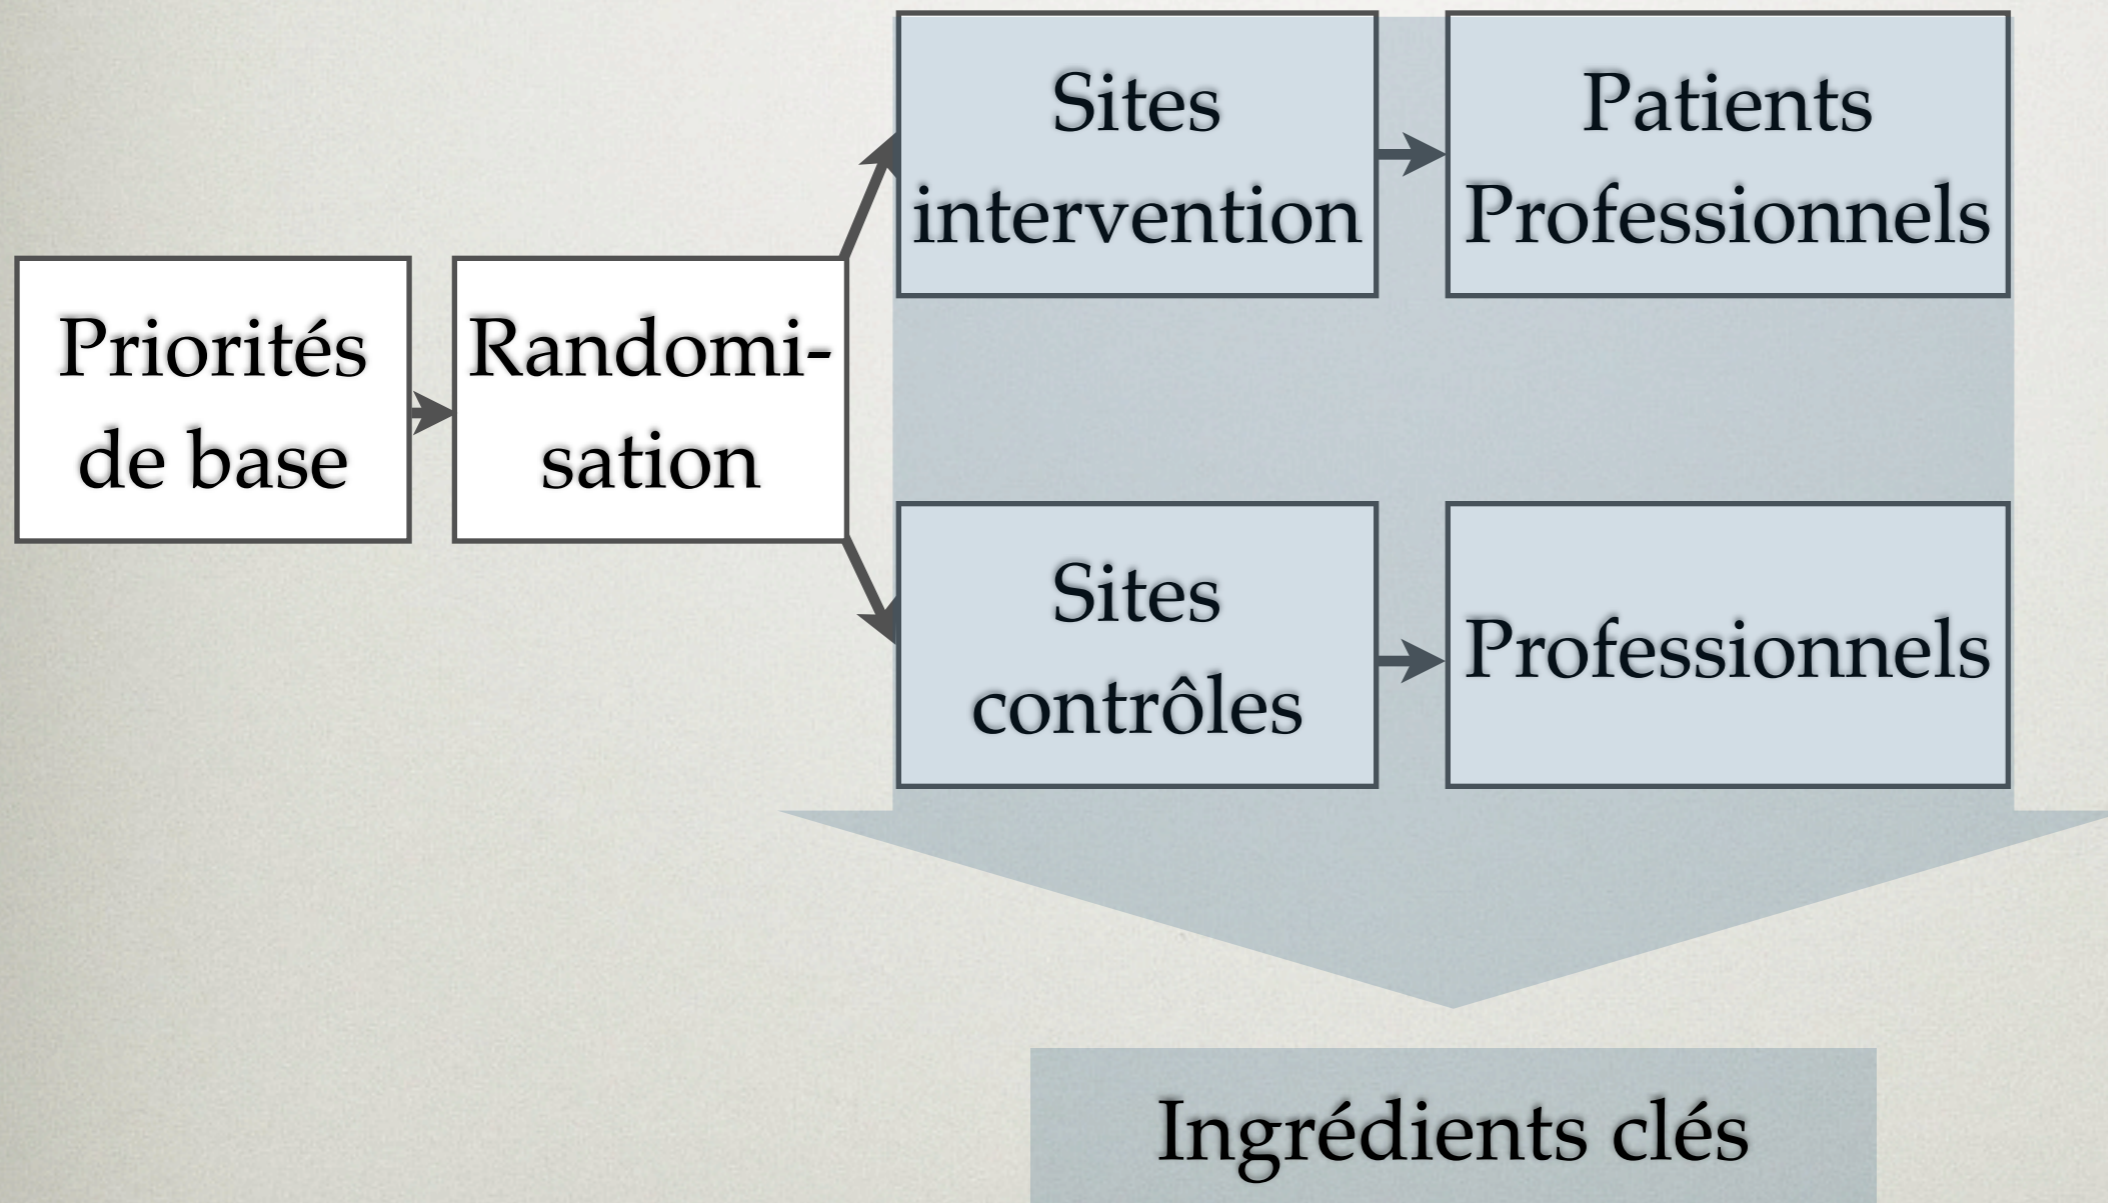 Priorités
de base
Randomi-
sation
Sites
intervention
Patients
Professionnels
Sites
contrôles
Professionnels
Ingrédients clés